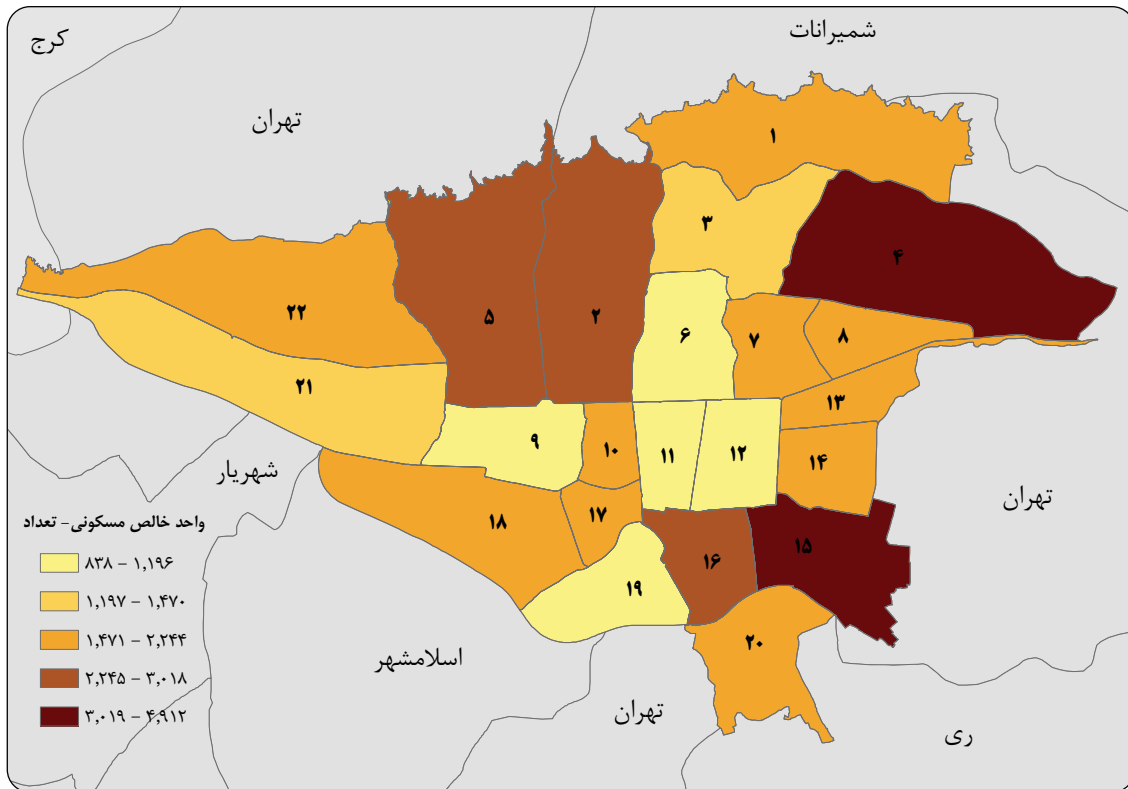 کرج
شمیرانات
تهران
۱
۳
۴
۲۲
۵
۲
۶
۷
۸
۲۱
۱۳
۹
۱۰
۱۱
۱۲
۱۴
شهریار
تهران
۱۸
۱۷
۱۵
۱۶
۱۹
۲۰
اسلامشهر
تهران
ری
واحد خالص مسکونی- تعداد
۸۳۸ – ۱,۱۹۶
۱,۱۹۷ – ۱,۴۷۰
۱,۴۷۱ – ۲,۲۴۴
۲,۲۴۵ – ۳,۰۱۸
۳,۰۱۹ – ۴,۹۱۲